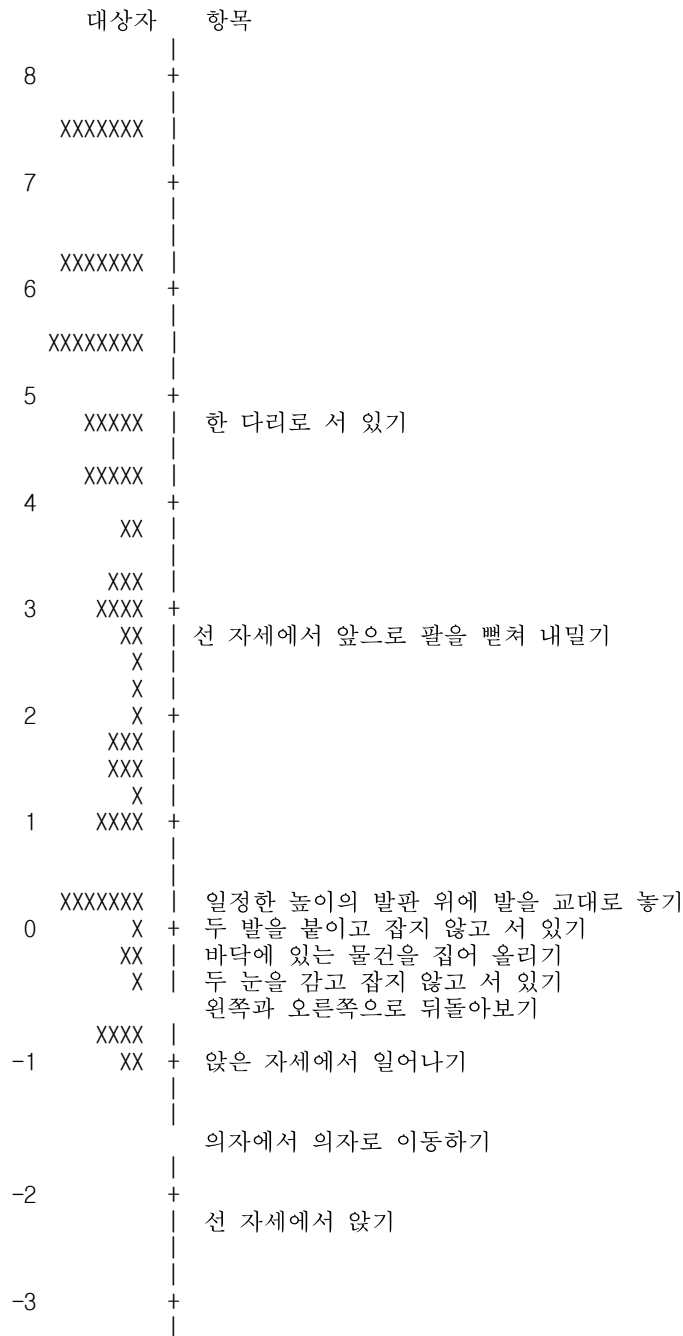 대상자 항목
|
8 +
|
XXXXXXX |
|
7 +
|
|
XXXXXXX |
6 +
|
XXXXXXXX |
|
5 +
XXXXX | 한 다리로 서 있기
|
XXXXX |
4 +
XX |
|
XXX |
3 XXXX +
XX | 선 자세에서 앞으로 팔을 뻗쳐 내밀기
X |
X |
2 X +
XXX |
XXX |
X |
1 XXXX +
|
|
XXXXXXX | 일정한 높이의 발판 위에 발을 교대로 놓기
0 X + 두 발을 붙이고 잡지 않고 서 있기
XX | 바닥에 있는 물건을 집어 올리기
X | 두 눈을 감고 잡지 않고 서 있기
왼쪽과 오른쪽으로 뒤돌아보기
XXXX |
-1 XX + 앉은 자세에서 일어나기
|
|
의자에서 의자로 이동하기
|
-2 +
| 선 자세에서 앉기
|
|
-3 +
|